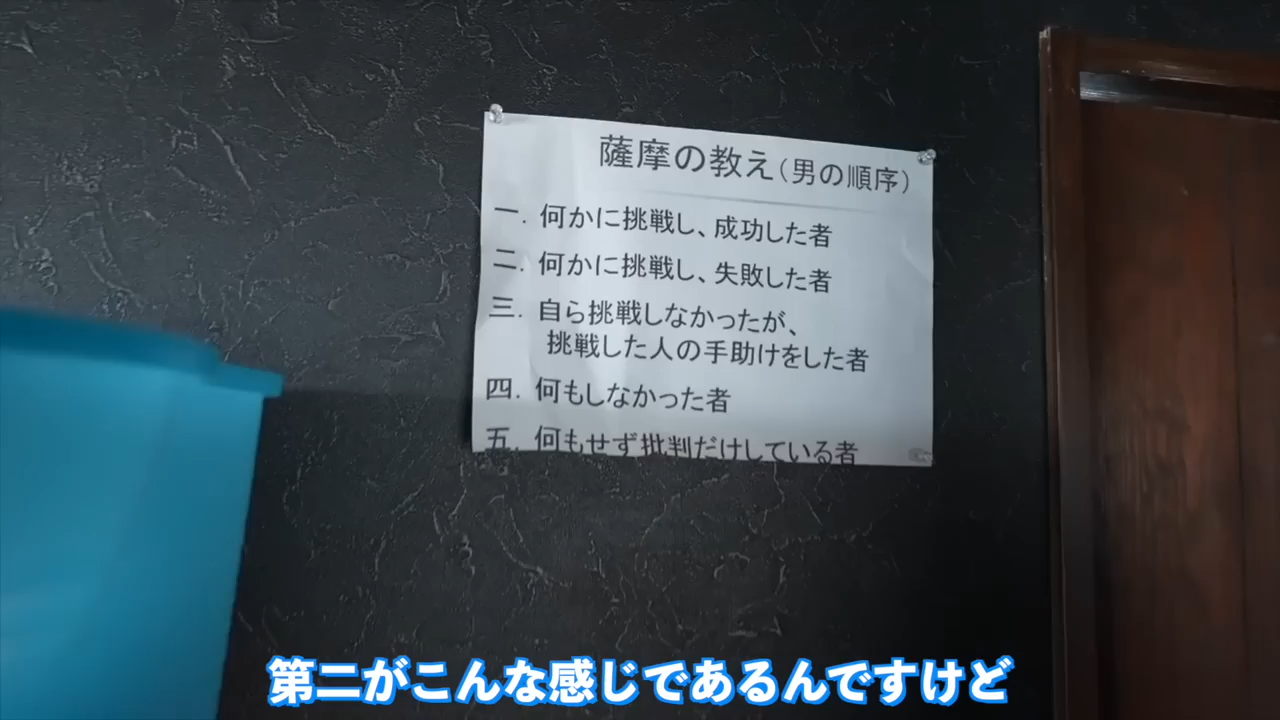 薩摩の教え(男の順序)
一. 何かに挑戦し、成功した者
二. 何かに挑戦し、失敗した者
三. 自ら挑戦しなかったが、
挑戦した人の手助けをした者
四. 何もしなかった者
五. 何もせず批判だけしている者
第二がこんな感じであるんですけど